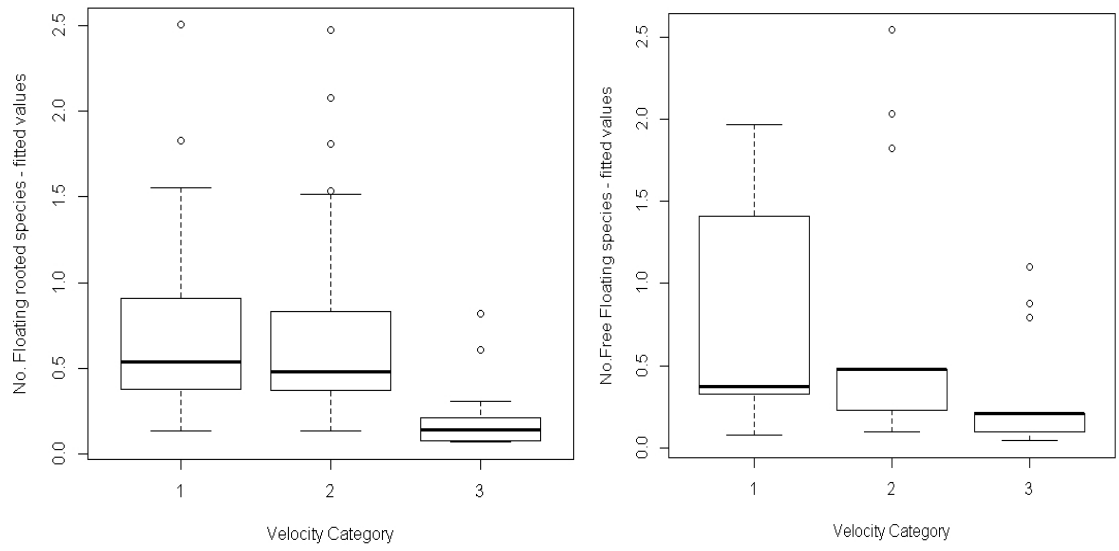 No. Floating rooted species - fitted values
2.5
2.0
1.5
1.0
0.5
0.0
1 2 3
Velocity Category
No.Free Floating species - fitted values
2.5
2.0
1.5
1.0
0.5
0.0
1 2 3
Velocity Category